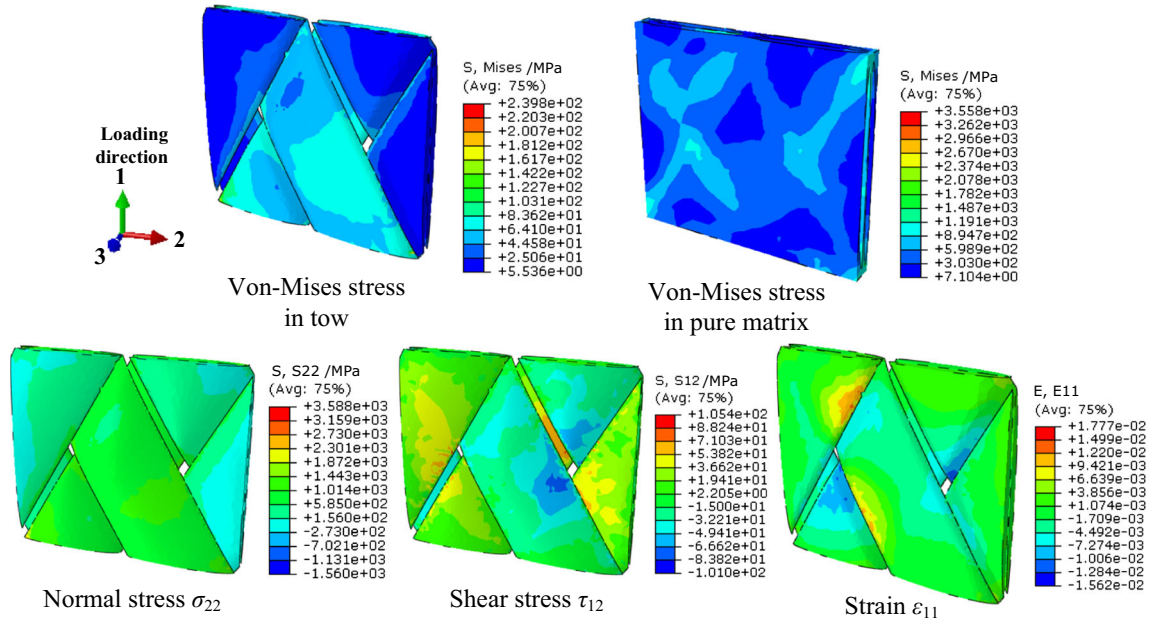 S, Mises /MPa
(Avg: 75%)
+2.398e+02
+2.203e+02
+2.007e+02
+1.812e+02
+1.617e+02
+1.422e+02
+1.227e+02
+1.031e+02
+8.362e+01
+6.410e+01
+4.458e+01
+2.506e+01
+5.536e+00
S, Mises /MPa
(Avg: 75%)
+3.558e+03
+3.262e+03
+2.966e+03
+2.670e+03
+2.374e+03
+2.078e+03
+1.782e+03
+1.487e+03
+1.191e+03
+8.947e+02
+5.989e+02
+3.030e+02
+7.104e+00
Loading
direction
1
2
3
Von-Mises stress
in tow
Von-Mises stress
in pure matrix
S, S22 /MPa
(Avg: 75%)
+3.588e+03
+3.159e+03
+2.730e+03
+2.301e+03
+1.872e+03
+1.443e+03
+1.014e+03
+5.850e+02
+1.560e+02
-2.730e+02
-7.021e+02
-1.131e+03
-1.560e+03
S, S12 /MPa
(Avg: 75%)
+1.054e+02
+8.824e+01
+7.103e+01
+5.382e+01
+3.662e+01
+1.941e+01
+2.205e+00
-1.500e+01
-3.221e+01
-4.941e+01
-6.662e+01
-8.382e+01
-1.010e+02
E, E11
(Avg: 75%)
+1.777e-02
+1.499e-02
+1.220e-02
+9.421e-03
+6.639e-03
+3.856e-03
+1.074e-03
-1.709e-03
-4.492e-03
-7.274e-03
-1.006e-02
-1.284e-02
-1.562e-02
Normal stress σ22
Shear stress τ12
Strain ε11